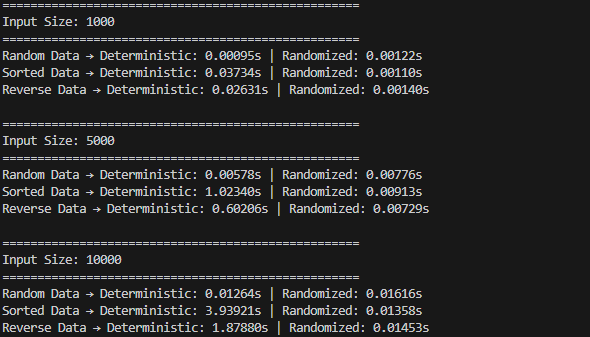 ===================================================
Input Size: 1000
===================================================
Random Data → Deterministic: 0.00095s | Randomized: 0.00122s
Sorted Data → Deterministic: 0.03734s | Randomized: 0.00110s
Reverse Data → Deterministic: 0.02631s | Randomized: 0.00140s
===================================================
Input Size: 5000
===================================================
Random Data → Deterministic: 0.00578s | Randomized: 0.00776s
Sorted Data → Deterministic: 1.02340s | Randomized: 0.00913s
Reverse Data → Deterministic: 0.60206s | Randomized: 0.00729s
===================================================
Input Size: 10000
===================================================
Random Data → Deterministic: 0.01264s | Randomized: 0.01616s
Sorted Data → Deterministic: 3.93921s | Randomized: 0.01358s
Reverse Data → Deterministic: 1.87880s | Randomized: 0.01453s